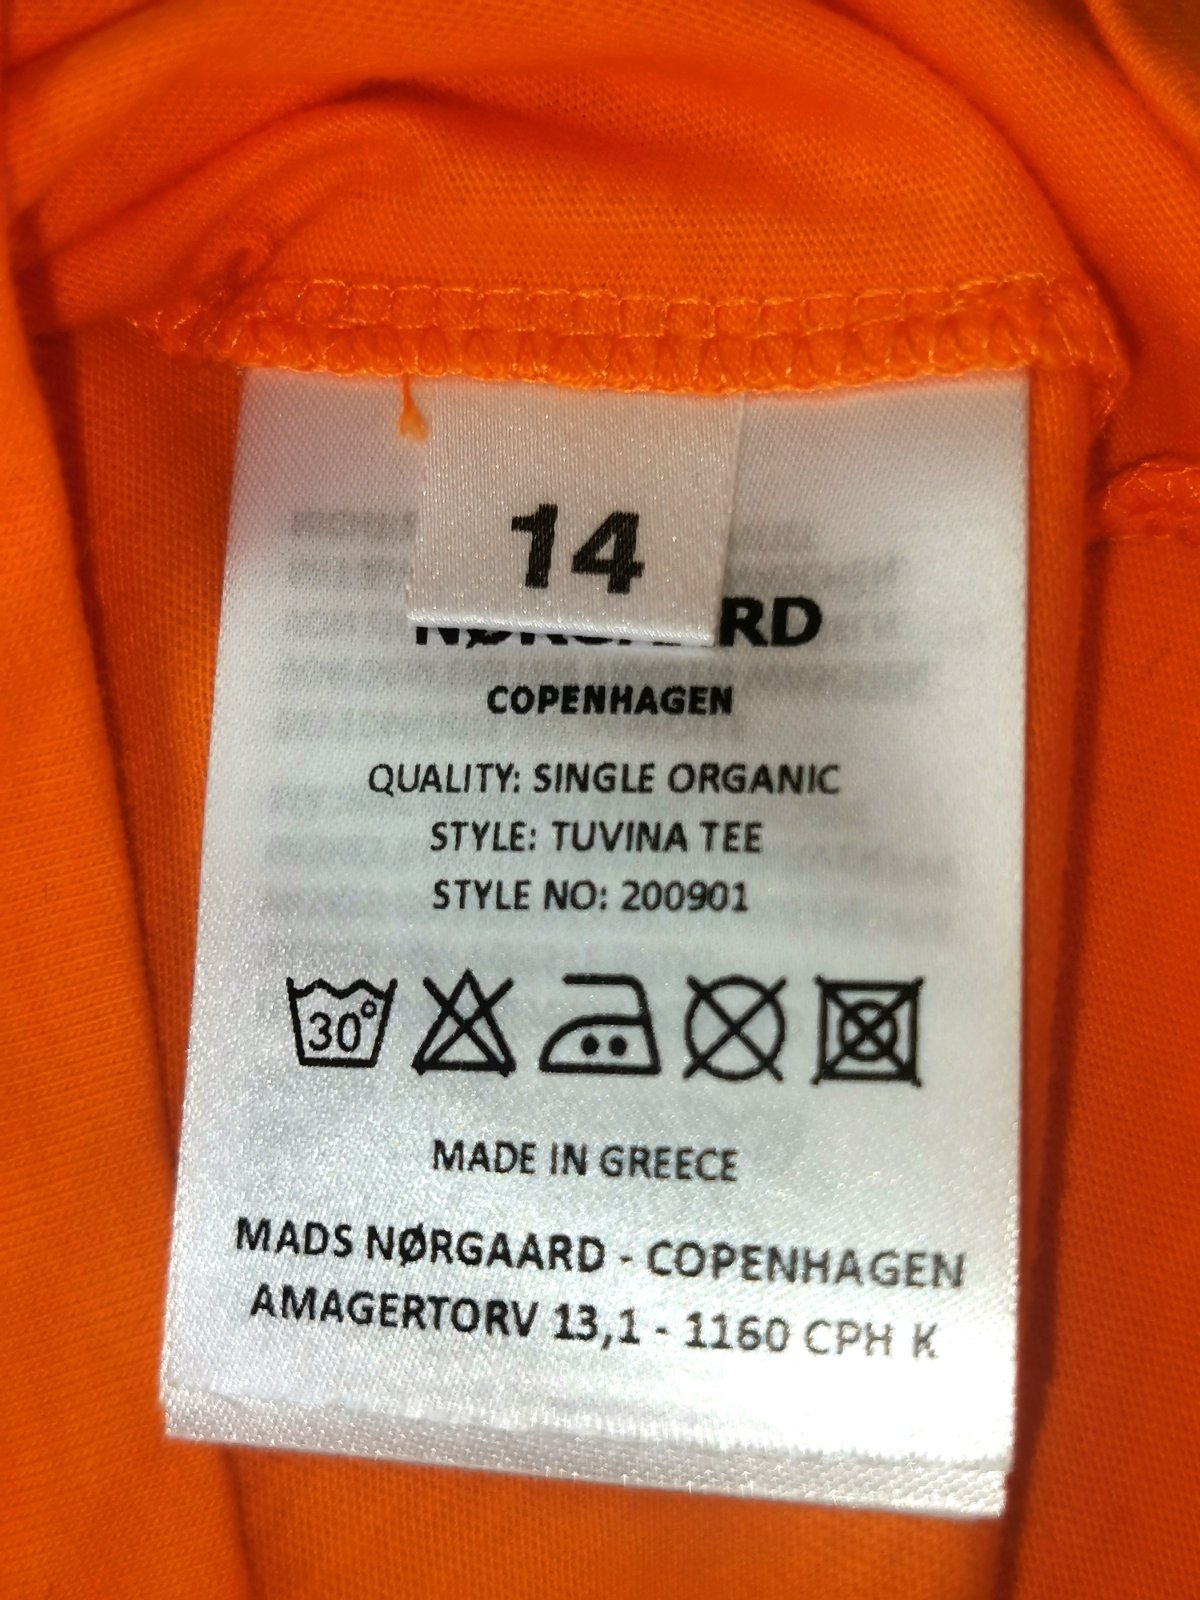 14
NØRGAARD
COPENHAGEN
QUALITY: SINGLE ORGANIC
STYLE: TUVINA TEE
STYLE NO: 200901
30°
MADE IN GREECE
MADS NØRGAARD - COPENHAGEN
AMAGERTORV 13,1 - 1160 CPH K